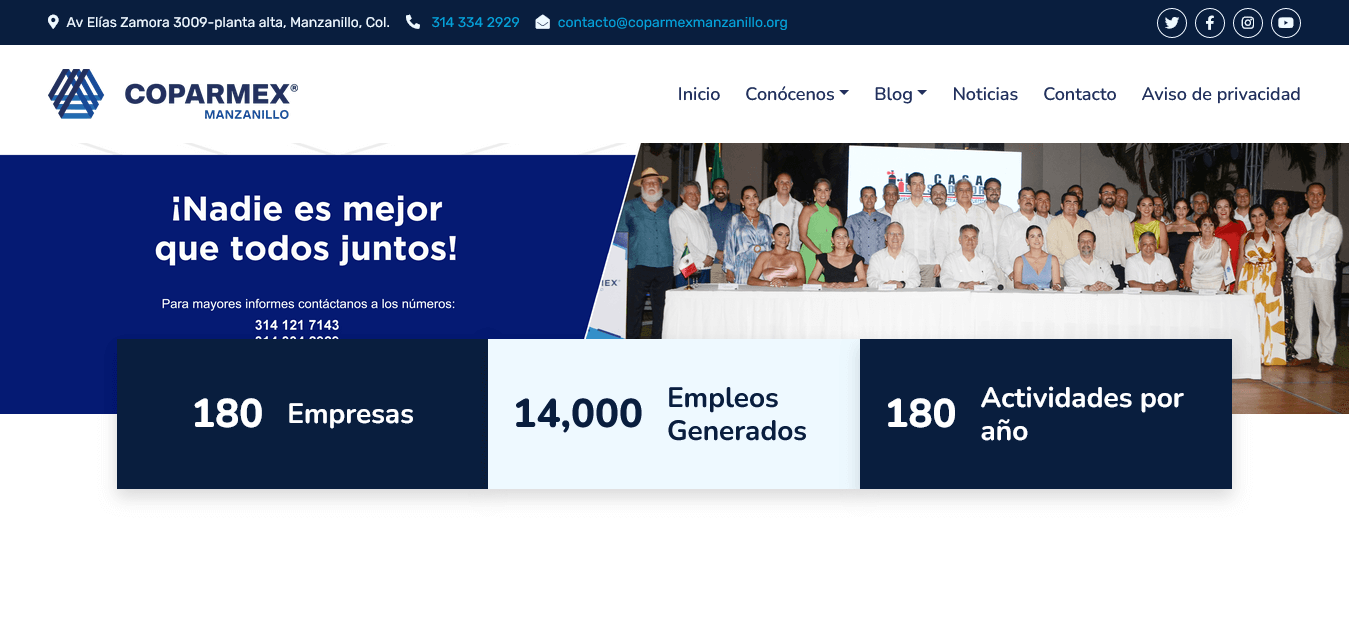 Av Elías Zamora 3009-planta alta, Manzanillo, Col. 314 334 2929 contacto@coparmexmanzanillo.org
COPARMEX®
MANZANILLO
Inicio Conócenos Blog Noticias Contacto Aviso de privacidad
¡Nadie es mejor
que todos juntos!
Para mayores informes contáctanos a los números:
314 121 7143
LA CASA
180 Empresas
14,000 Empleos
Generados
180 Actividades por
año